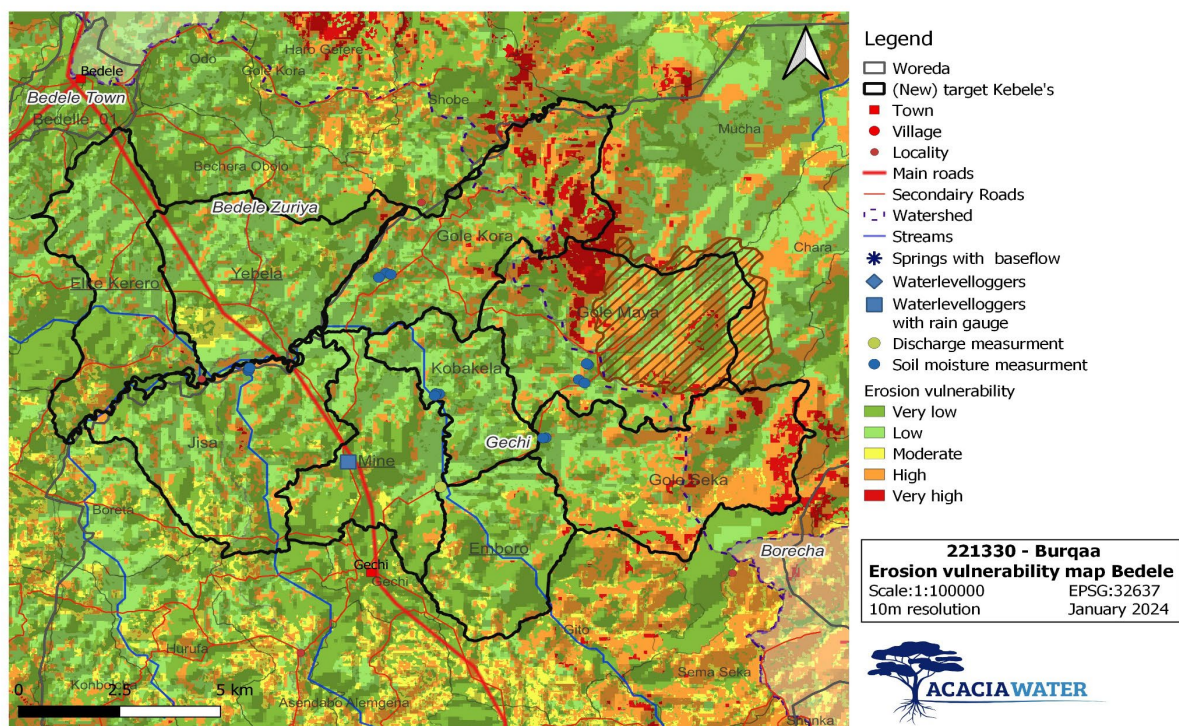 Haro Gefere
Odo
Gole Kora
Bedele
Bedele Town
Bedelle 01
Shobe
Mucha
Bechera Obolo
Bedele Zuriya
Gole Kora
Chara
Yebela
Elke Kerero
Gole Maya
Kobakela
Gechi
Jisa
Mine
Gole Seka
Boreta
Emboro
Borecha
Gechi
Gechi
Gito
Hurufa
Sema Seka
Asendabo Alemgena
Shunka
0 2.5 5 km
Legend
Woreda
(New) target Kebele's
Town
Village
Locality
Main roads
Secondairy Roads
Watershed
Streams
Springs with baseflow
Waterlevelloggers
Waterlevelloggers
with rain gauge
Discharge measurment
Soil moisture measurment
Erosion vulnerability
Very low
Low
Moderate
High
Very high
221330 - Burqaa
Erosion vulnerability map Bedele
Scale:1:100000 EPSG:32637
10m resolution January 2024
ACACIAWATER